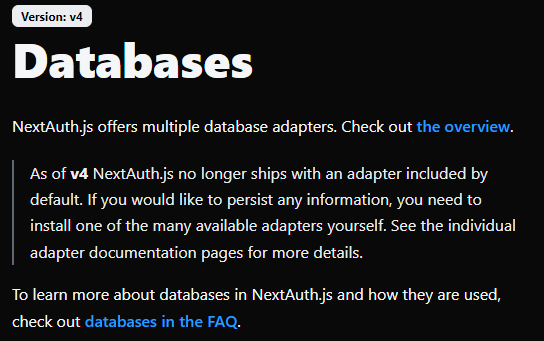 Version: v4
Databases
NextAuth.js offers multiple database adapters. Check out the overview.
As of v4 NextAuth.js no longer ships with an adapter included by
default. If you would like to persist any information, you need to
install one of the many available adapters yourself. See the individual
adapter documentation pages for more details.
To learn more about databases in NextAuth.js and how they are used,
check out databases in the FAQ.